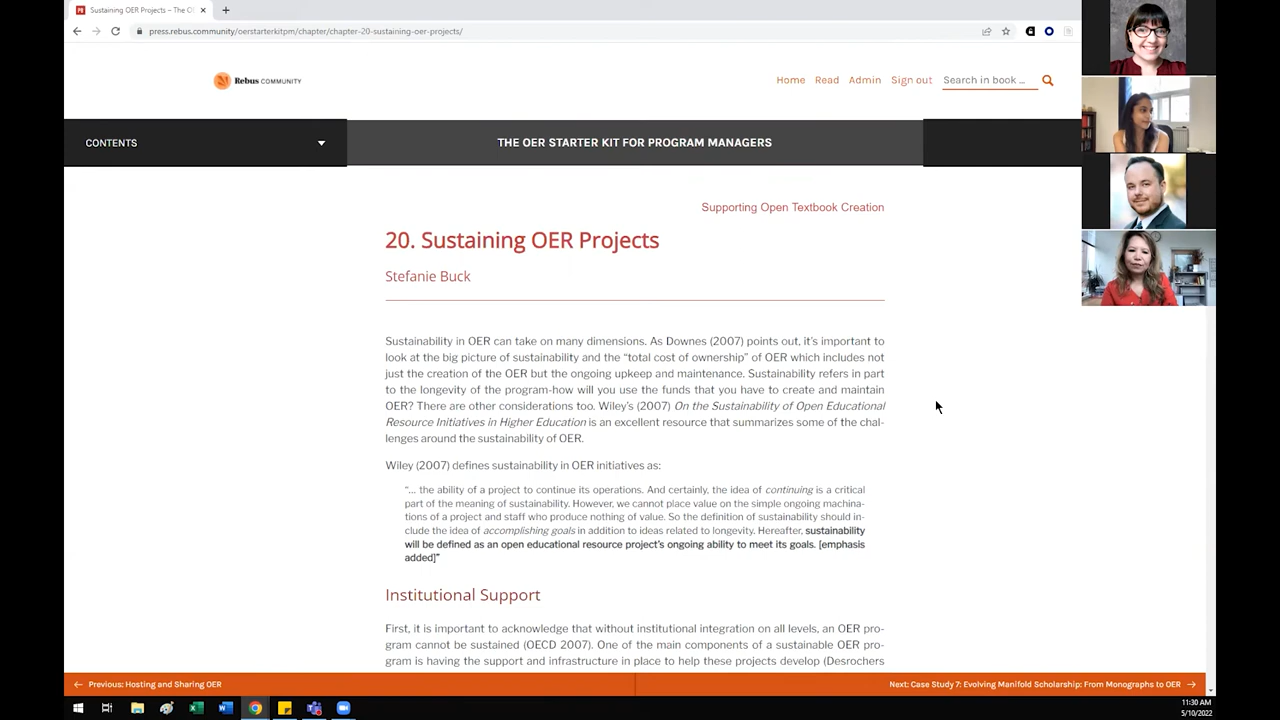 Sustaining OER Projects – The O
press.rebus.community/oerstarterkitpm/chapter/chapter-20-sustaining-oer-projects/
Rebus COMMUNITY
Home Read Admin Sign out Search in book ...
CONTENTS
THE OER STARTER KIT FOR PROGRAM MANAGERS
Supporting Open Textbook Creation
20. Sustaining OER Projects
Stefanie Buck
Sustainability in OER can take on many dimensions. As Downes (2007) points out, it's important to
look at the big picture of sustainability and the "total cost of ownership" of OER which includes not
just the creation of the OER but the ongoing upkeep and maintenance. Sustainability refers in part
to the longevity of the program-how will you use the funds that you have to create and maintain
OER? There are other considerations too. Wiley's (2007) On the Sustainability of Open Educational
Resource Initiatives in Higher Education is an excellent resource that summarizes some of the chal-
lenges around the sustainability of OER.
Wiley (2007) defines sustainability in OER initiatives as:
"... the ability of a project to continue its operations. And certainly, the idea of continuing is a critical
part of the meaning of sustainability. However, we cannot place value on the simple ongoing machina-
tions of a project and staff who produce nothing of value. So the definition of sustainability should in-
clude the idea of accomplishing goals in addition to ideas related to longevity. Hereafter, sustainability
will be defined as an open educational resource project's ongoing ability to meet its goals. [emphasis
added]"
Institutional Support
First, it is important to acknowledge that without institutional integration on all levels, an OER pro-
gram cannot be sustained (OECD 2007). One of the main components of a sustainable OER pro-
gram is having the support and infrastructure in place to help these projects develop (Desrochers
← Previous: Hosting and Sharing OER
Next: Case Study 7: Evolving Manifold Scholarship: From Monographs to OER →
11:30 AM
5/10/2022